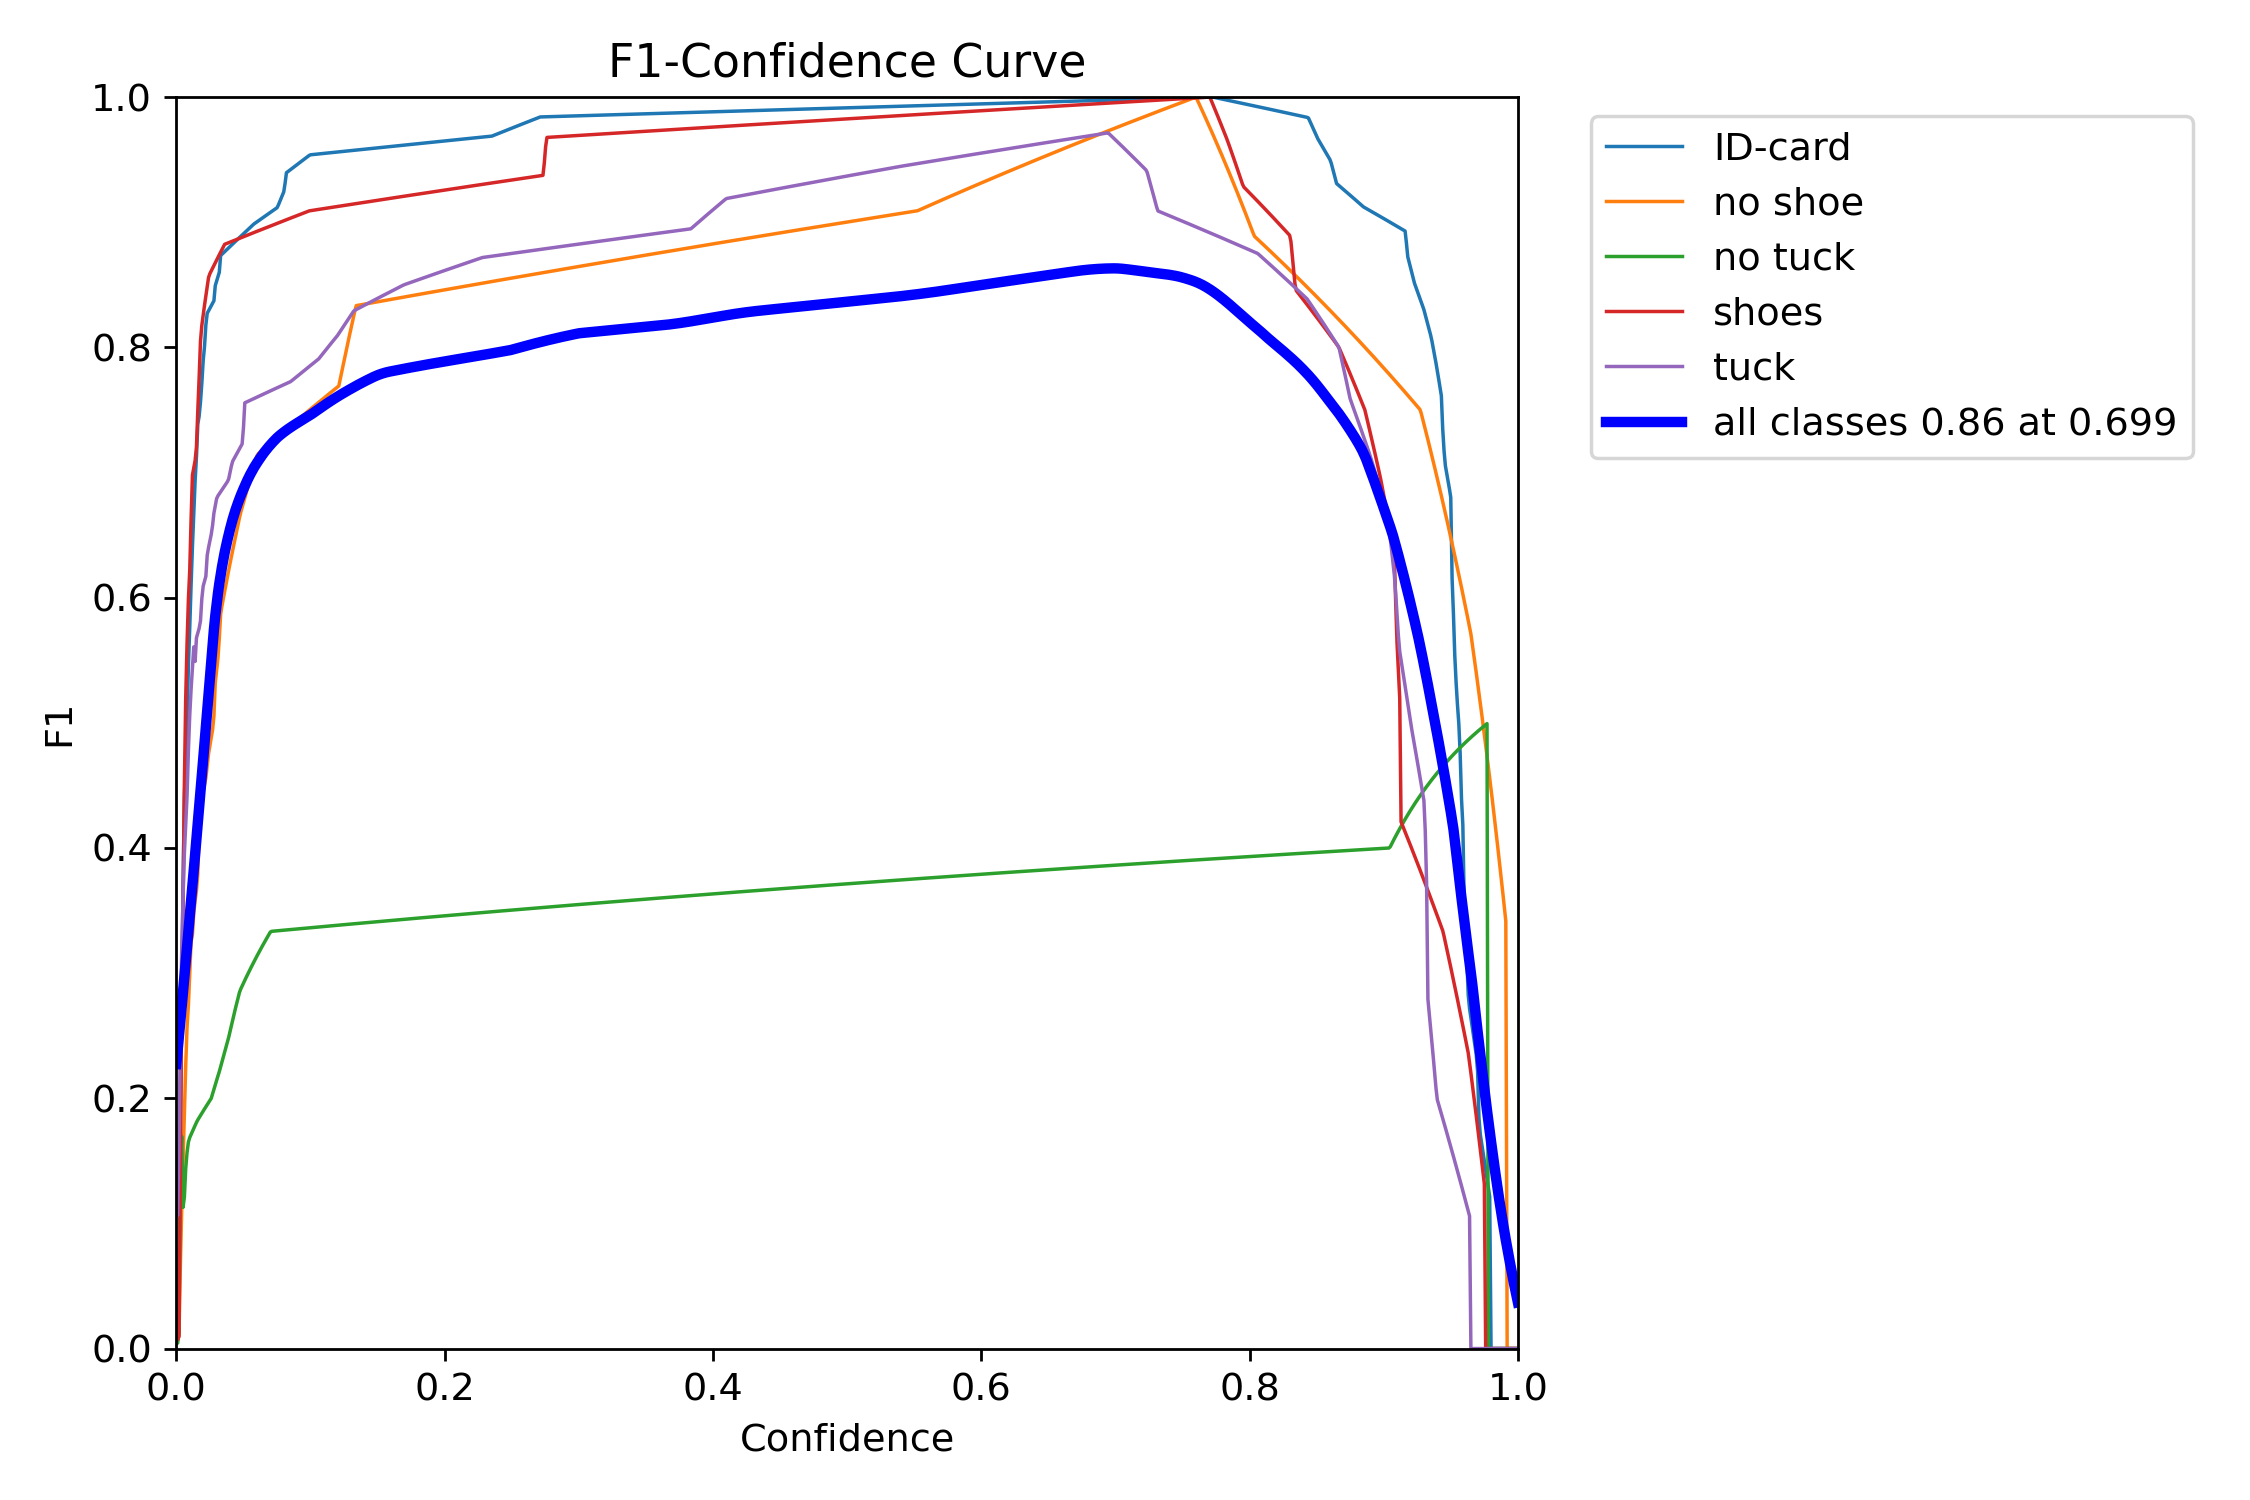 F1-Confidence Curve
1.0
0.8
0.6
0.4
0.2
0.0
F1
0.0 0.2 0.4 0.6 0.8 1.0
Confidence
ID-card
no shoe
no tuck
shoes
tuck
all classes 0.86 at 0.699